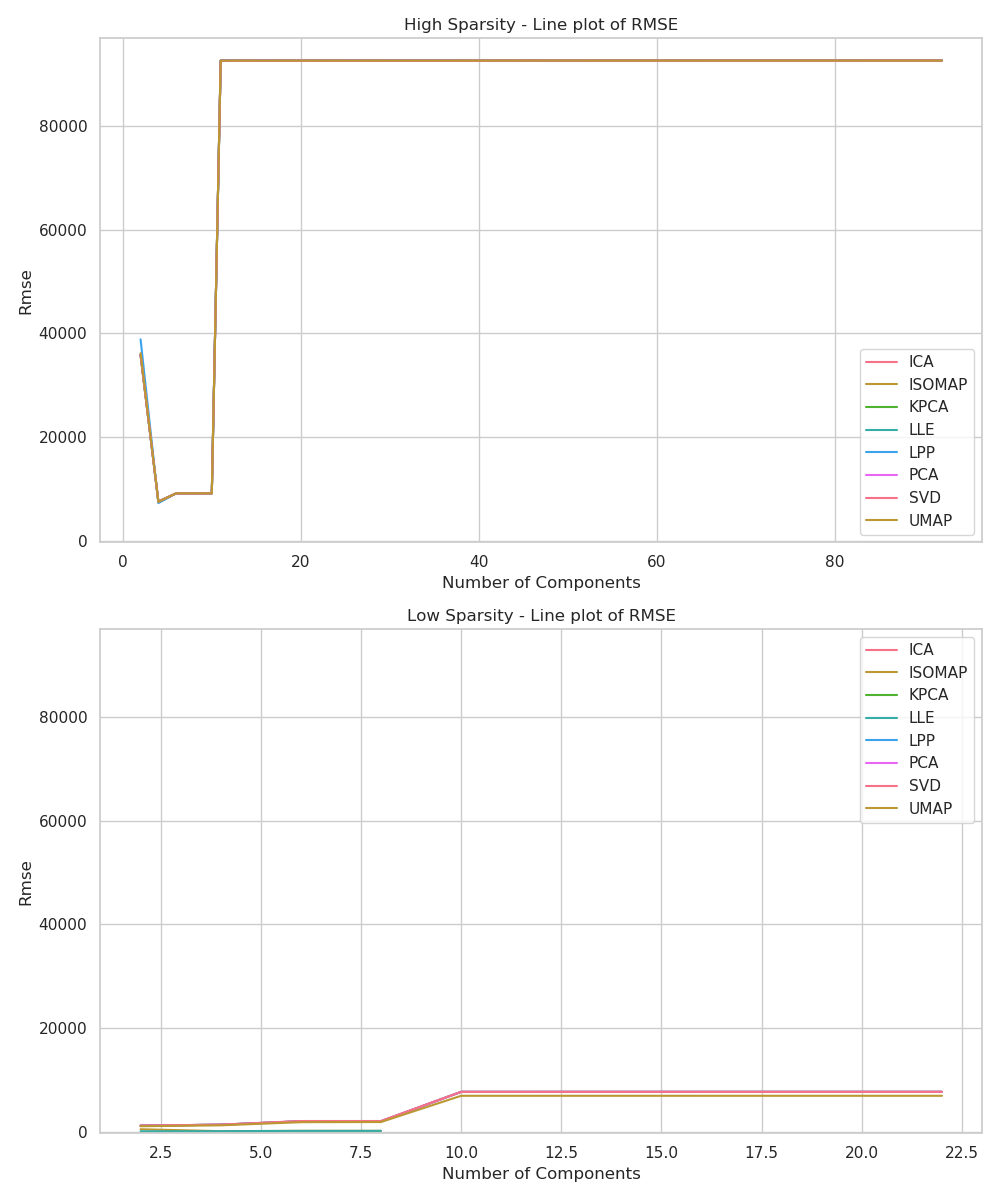 High Sparsity - Line plot of RMSE
Rmse
80000
60000
40000
20000
0
0 20 40 60 80
Number of Components
ICA
ISOMAP
KPCA
LLE
LPP
PCA
SVD
UMAP
Low Sparsity - Line plot of RMSE
Rmse
80000
60000
40000
20000
0
2.5 5.0 7.5 10.0 12.5 15.0 17.5 20.0 22.5
Number of Components
ICA
ISOMAP
KPCA
LLE
LPP
PCA
SVD
UMAP